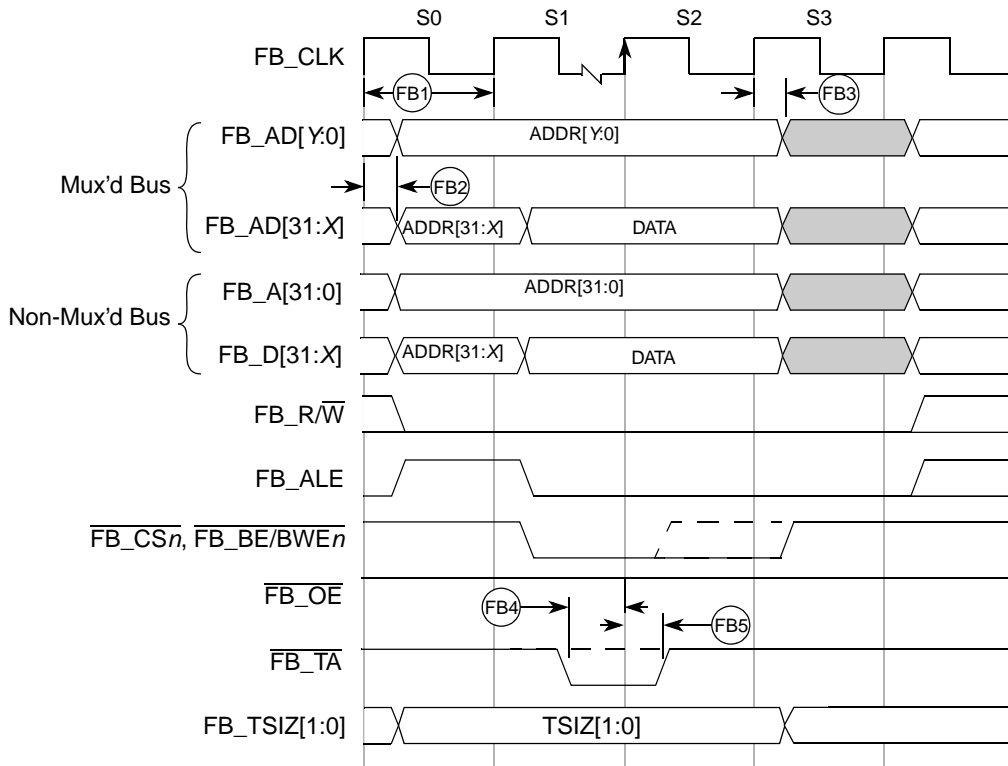 S0 S1 S2 S3
FB_CLK
FB1 FB3
FB_AD[Y:0] ADDR[Y:0]
Mux'd Bus FB2
FB_AD[31:X] ADDR[31:X] DATA
FB_A[31:0] ADDR[31:0]
Non-Mux'd Bus
FB_D[31:X] ADDR[31:X] DATA
FB_R/W
FB_ALE
FB_CSn, FB_BE/BWEn
FB_OE
FB4 FB5
FB_TA
FB_TSIZ[1:0] TSIZ[1:0]